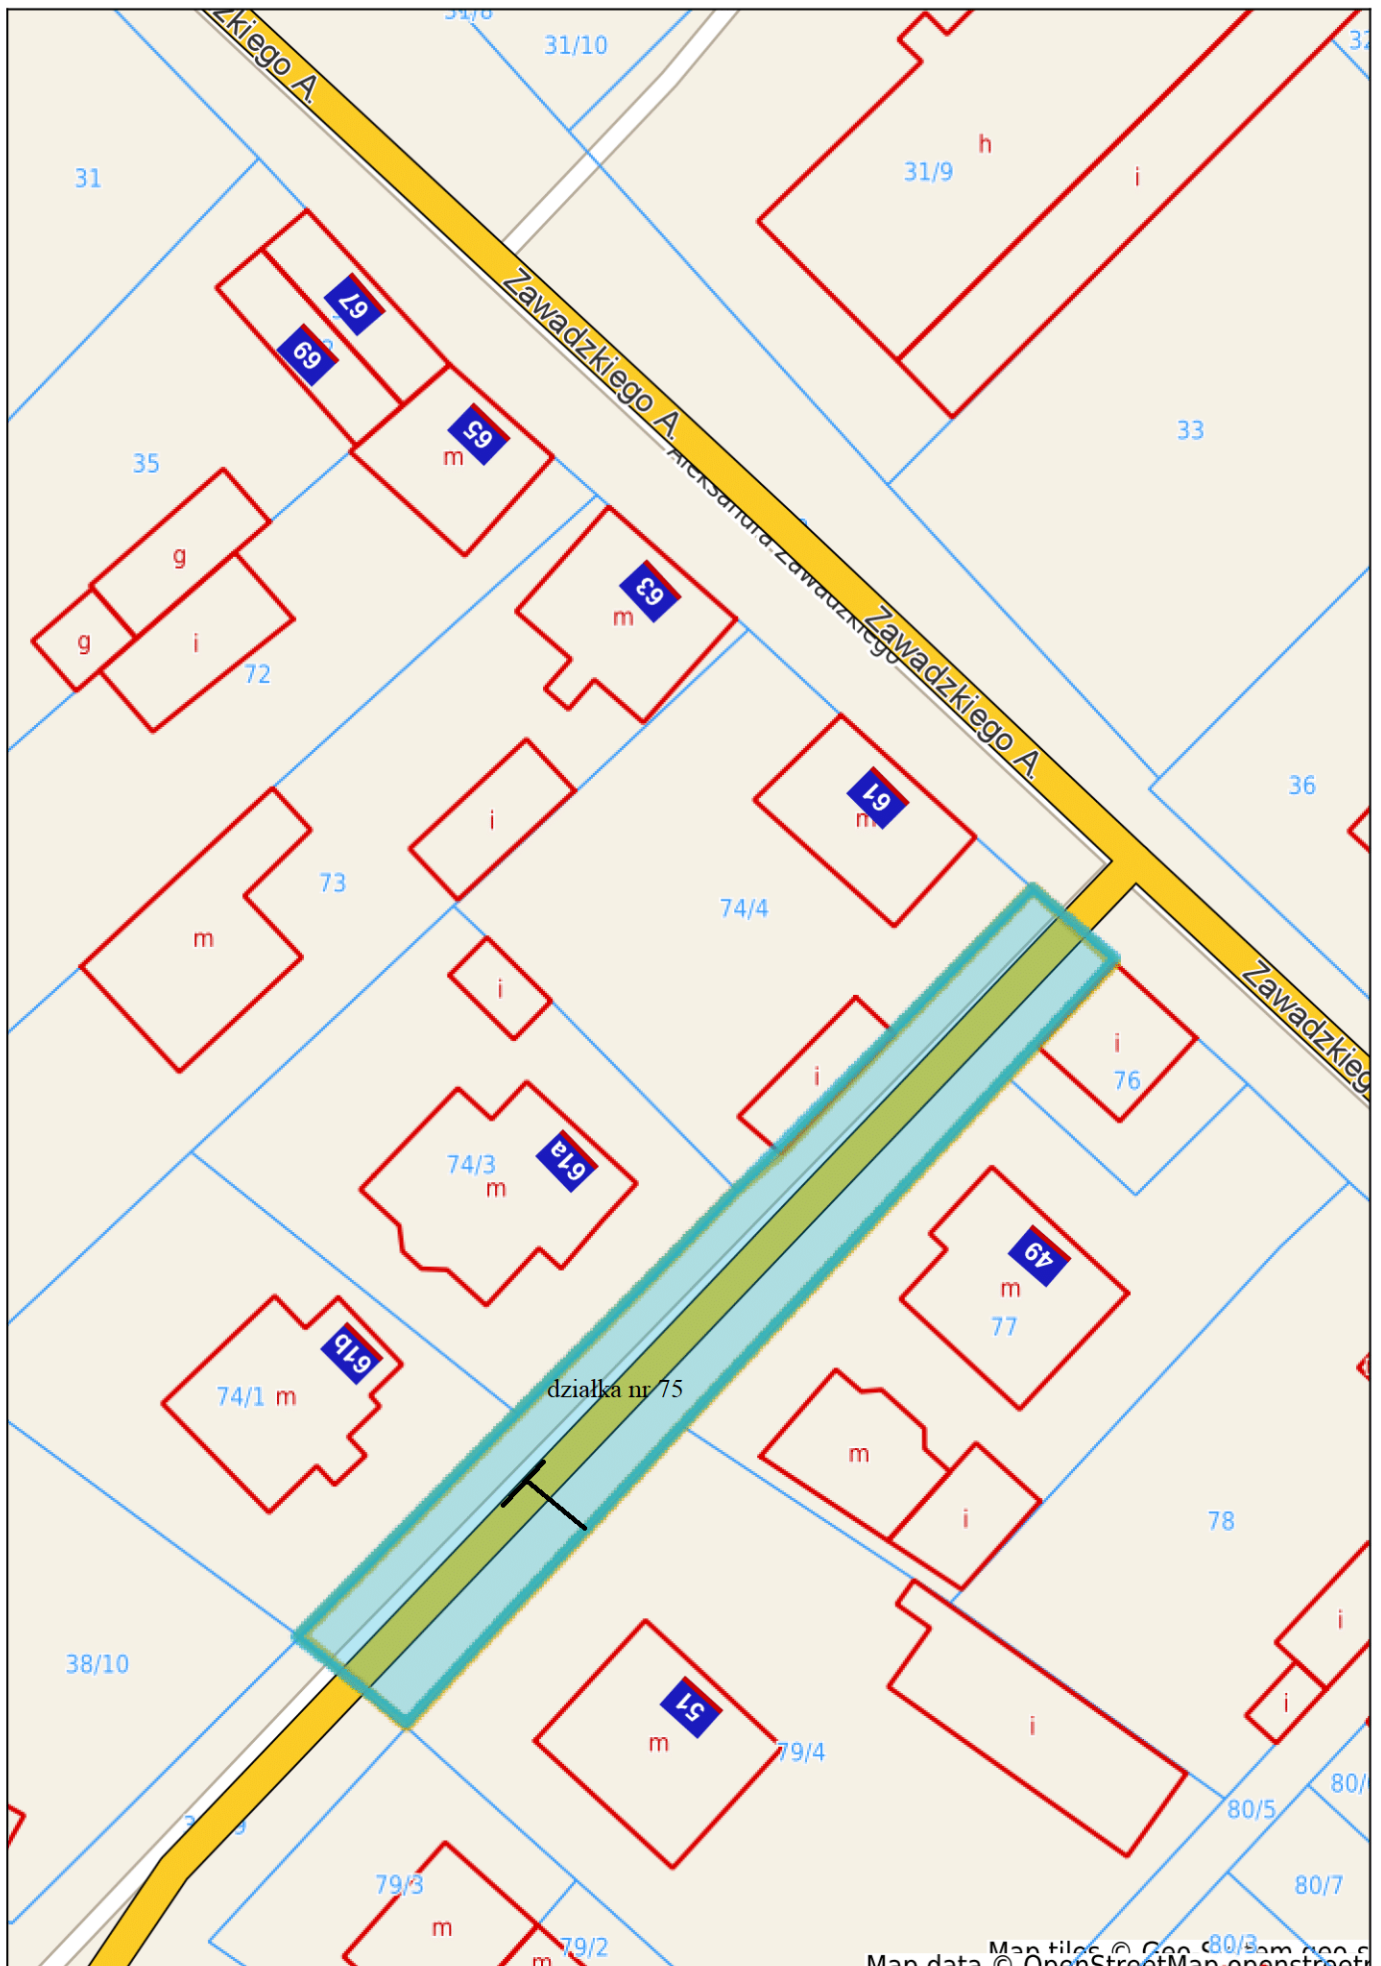 31/8
31/10
Zawadzkiego A.
31
h
31/9
i
67
69
65
m
33
35
g
63
m
g
i
72
Zawadzkiego A.
Aleksandra Zawadzkiego
36
61
m
i
73
74/4
m
i
Zawadzkiego A.
i
i
76
61a
74/3
m
49
m
77
61b
74/1
m
działka nr 75
m
i
78
i
38/10
51
m
79/4
i
i
80/5
79/3
80/7
m
79/2
80/3
m
Map data © OpenStreetMap